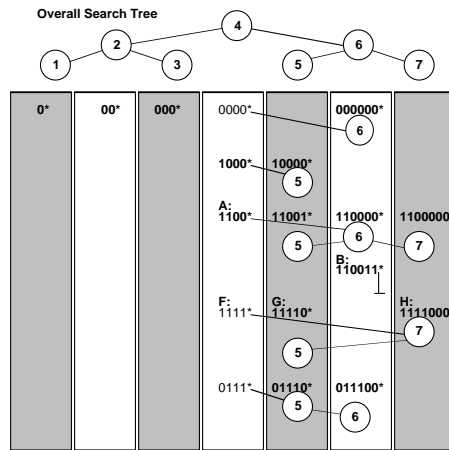 Overall Search Tree
4
2 6
1 3 5 7
0* 00* 000* 0000* 000000*
6
1000* 10000*
5
A:
1100* 11001* 110000* 1100000
5 6 7
B:
110011*
F: G: H:
1111* 11110* 1111000
7
5
0111* 01110* 011100*
5 6